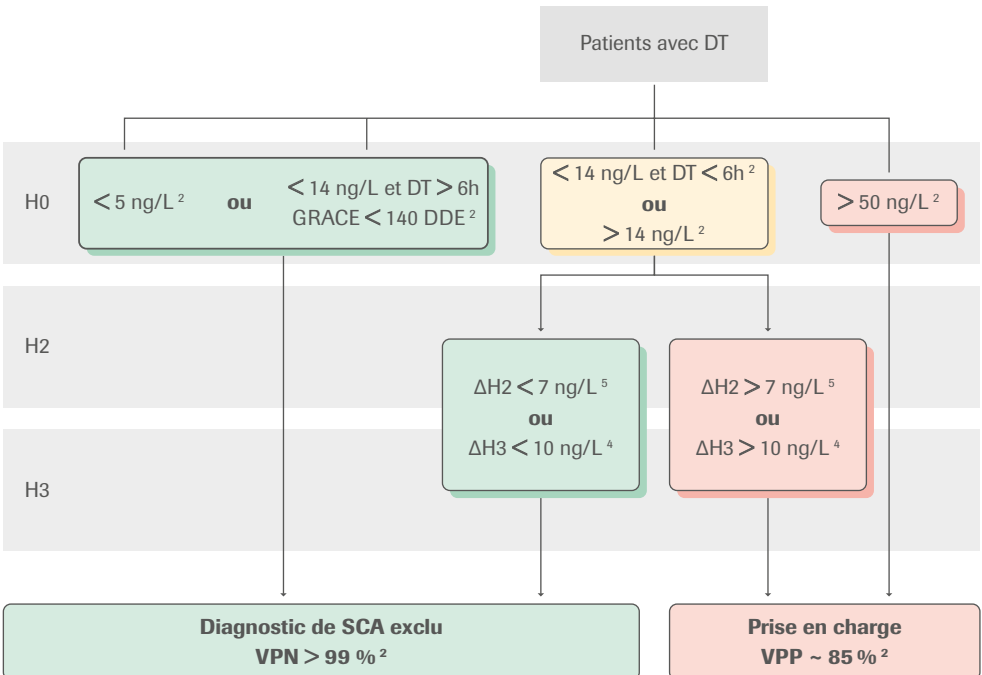 Patients avec DT
H0
< 5 ng/L ²
ou
< 14 ng/L et DT > 6h
GRACE < 140 DDE ²
< 14 ng/L et DT < 6h ²
ou
> 14 ng/L ²
> 50 ng/L ²
H2
ΔH2 < 7 ng/L ⁵
ou
ΔH3 < 10 ng/L ⁴
ΔH2 > 7 ng/L ⁵
ou
ΔH3 > 10 ng/L ⁴
H3
Diagnostic de SCA exclu
VPN > 99 % ²
Prise en charge
VPP ~ 85 % ²